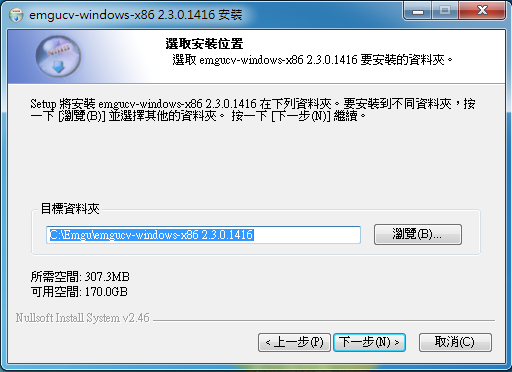 emgucv-windows-x86 2.3.0.1416 安裝
選取安裝位置
選取 emgucv-windows-x86 2.3.0.1416 要安裝的資料夾。
Setup 將安裝 emgucv-windows-x86 2.3.0.1416 在下列資料夾。要安裝到不同資料夾，按
一下 [瀏覽(B)] 並選擇其他的資料夾。 按一下 [下一步(N)] 繼續。
目標資料夾
C:\Emgu\emgucv-windows-x86 2.3.0.1416
瀏覽(B)...
所需空間: 307.3MB
可用空間: 170.0GB
Nullsoft Install System v2.46
< 上一步(P)
下一步(N) >
取消(C)